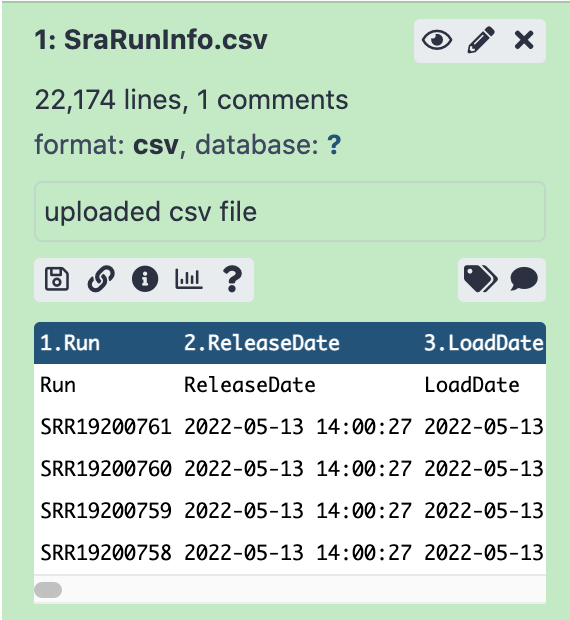 1: SraRunInfo.csv
22,174 lines, 1 comments
format: csv, database: ?
uploaded csv file
1.Run 2.ReleaseDate 3.LoadDate
Run ReleaseDate LoadDate
SRR19200761 2022-05-13 14:00:27 2022-05-13
SRR19200760 2022-05-13 14:00:27 2022-05-13
SRR19200759 2022-05-13 14:00:27 2022-05-13
SRR19200758 2022-05-13 14:00:27 2022-05-13